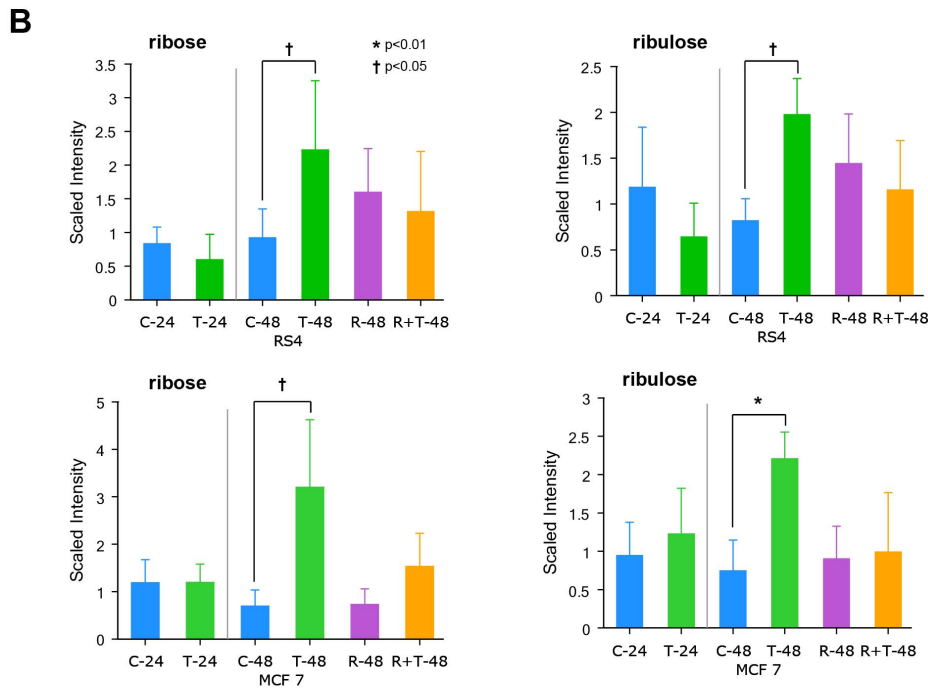 B
ribose
* p<0.01
† p<0.05
†
Scaled Intensity
3.5
3
2.5
2
1.5
1
0.5
0
C-24 T-24 C-48 T-48 R-48 R+T-48
RS4
ribulose
†
Scaled Intensity
2.5
2
1.5
1
0.5
0
C-24 T-24 C-48 T-48 R-48 R+T-48
RS4
ribose
†
Scaled Intensity
5
4
3
2
1
0
C-24 T-24 C-48 T-48 R-48 R+T-48
MCF 7
ribulose
*
Scaled Intensity
3
2.5
2
1.5
1
0.5
0
C-24 T-24 C-48 T-48 R-48 R+T-48
MCF 7